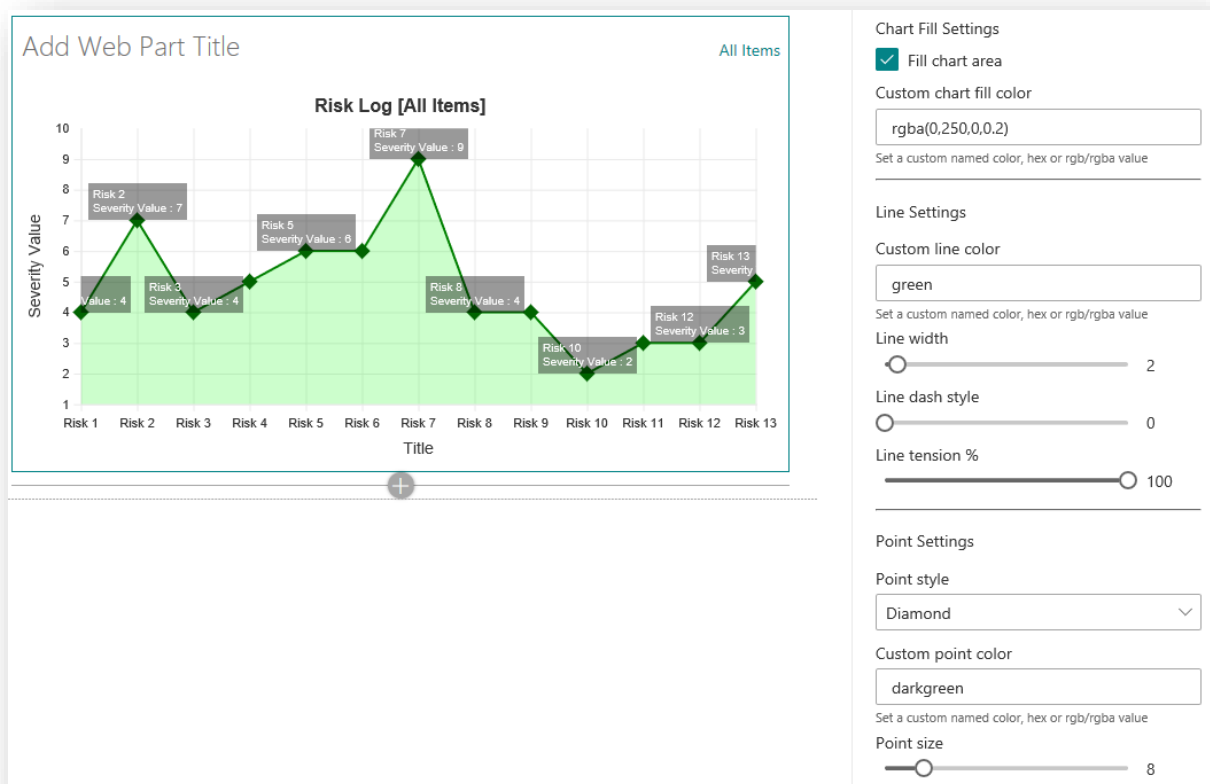 Add Web Part Title
All Items
Risk Log [All Items]
Severity Value
10
9
8
7
6
5
4
3
2
1
Value : 4
Risk 2
Severity Value : 7
Risk 3
Severity Value : 4
Risk 5
Severity Value : 6
Risk 7
Severity Value : 9
Risk 8
Severity Value : 4
Risk 10
Severity Value : 2
Risk 12
Severity Value : 3
Risk 13
Severity
Risk 1 Risk 2 Risk 3 Risk 4 Risk 5 Risk 6 Risk 7 Risk 8 Risk 9 Risk 10 Risk 11 Risk 12 Risk 13
Title
Chart Fill Settings
Fill chart area
Custom chart fill color
rgba(0,250,0,0.2)
Set a custom named color, hex or rgb/rgba value
Line Settings
Custom line color
green
Set a custom named color, hex or rgb/rgba value
Line width
2
Line dash style
0
Line tension %
100
Point Settings
Point style
Diamond
Custom point color
darkgreen
Set a custom named color, hex or rgb/rgba value
Point size
8